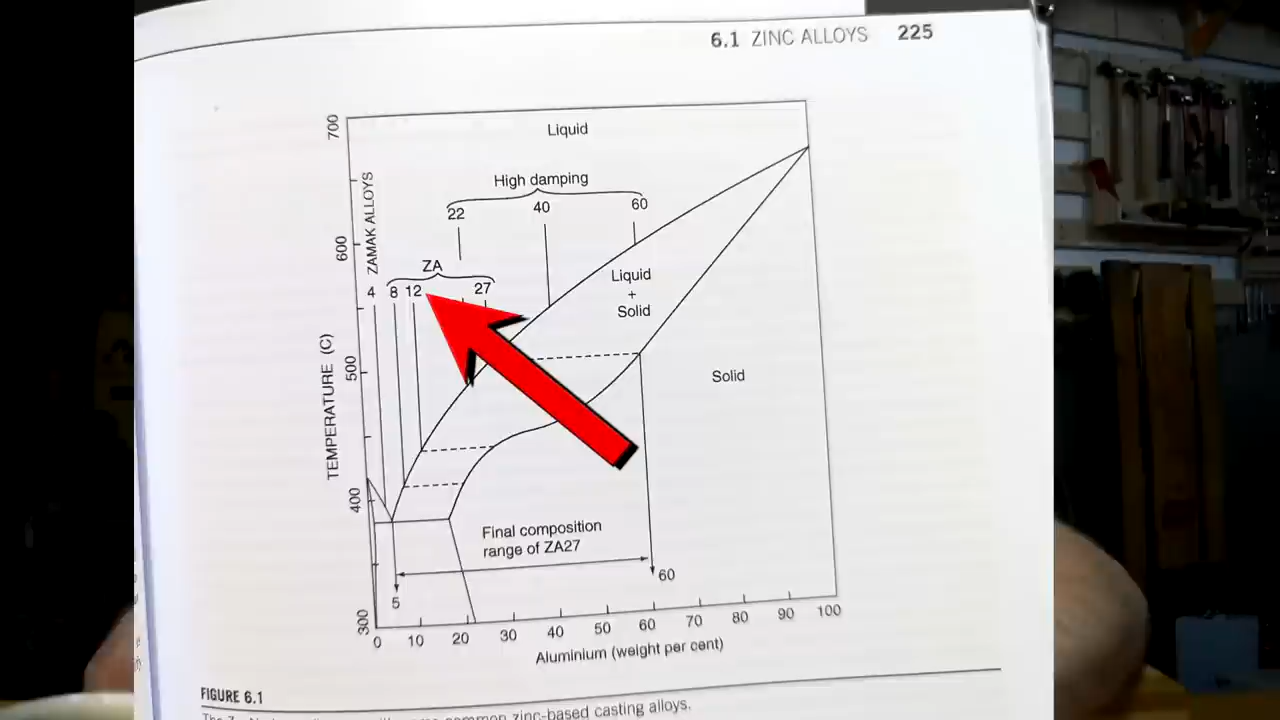 6.1 ZINC ALLOYS 225
700
Liquid
High damping
22
40
60
ZAMAK ALLOYS
600
ZA
4
8
12
27
Liquid
+
Solid
TEMPERATURE (C)
500
Solid
400
Final composition
range of ZA27
60
5
300
0
10
20
30
40
50
60
70
80
90
100
Aluminium (weight per cent)
FIGURE 6.1
common zinc-based casting alloys.